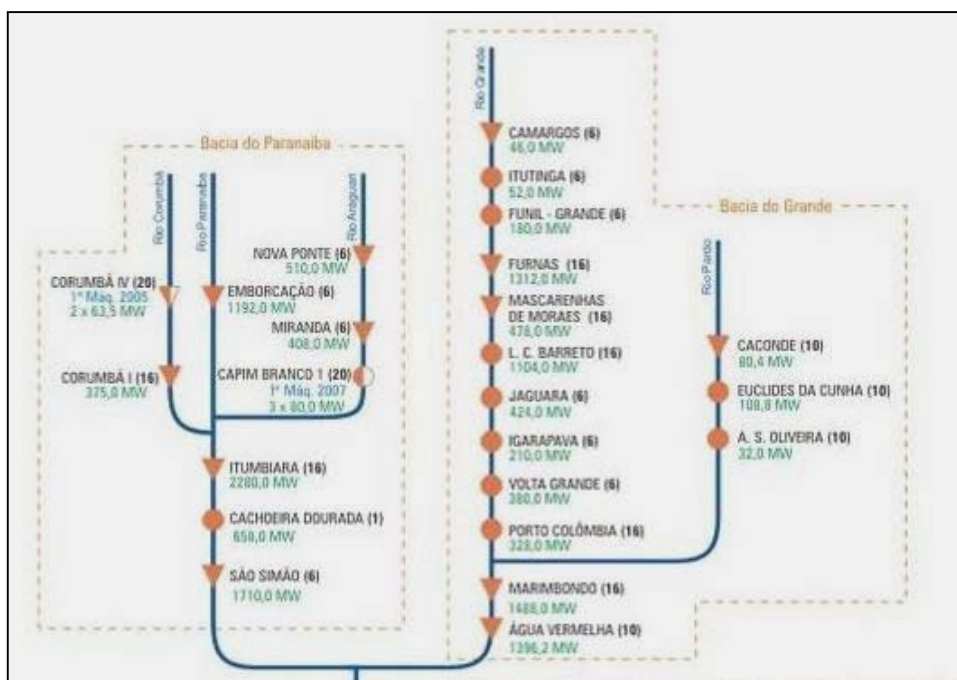 Bacia do Paranaiba
Rio Corumbá
Rio Paranaiba
Rio Araguari
NOVA PONTE (6)
510,0 MW
CORUMBÁ IV (20)
1ª Maq. 2005
2 x 63,5 MW
EMBORCAÇÃO (6)
1192,0 MW
MIRANDA (6)
408,0 MW
CORUMBÁ I (16)
375,0 MW
CAPIM BRANCO 1 (20)
1ª Máq. 2007
3 x 80,0 MW
ITUMBIARA (16)
2280,0 MW
CACHOEIRA DOURADA (1)
658,0 MW
SÃO SIMÃO (6)
1710,0 MW
Rio Grande
CAMARGOS (6)
46,0 MW
ITUTINGA (6)
52,0 MW
FUNIL - GRANDE (6)
180,0 MW
FURNAS (16)
1312,0 MW
MASCARENHAS
DE MORAES (16)
478,0 MW
L. C. BARRETO (16)
1104,0 MW
JAGUARA (6)
424,0 MW
IGARAPAVA (6)
210,0 MW
VOLTA GRANDE (6)
380,0 MW
PORTO COLÔMBIA (16)
328,0 MW
MARIMBONDO (16)
1488,0 MW
ÁGUA VERMELHA (10)
1396,2 MW
Bacia do Grande
Rio Pardo
CACONDE (10)
80,4 MW
EUCLIDES DA CUNHA (10)
108,8 MW
A. S. OLIVEIRA (10)
32,0 MW